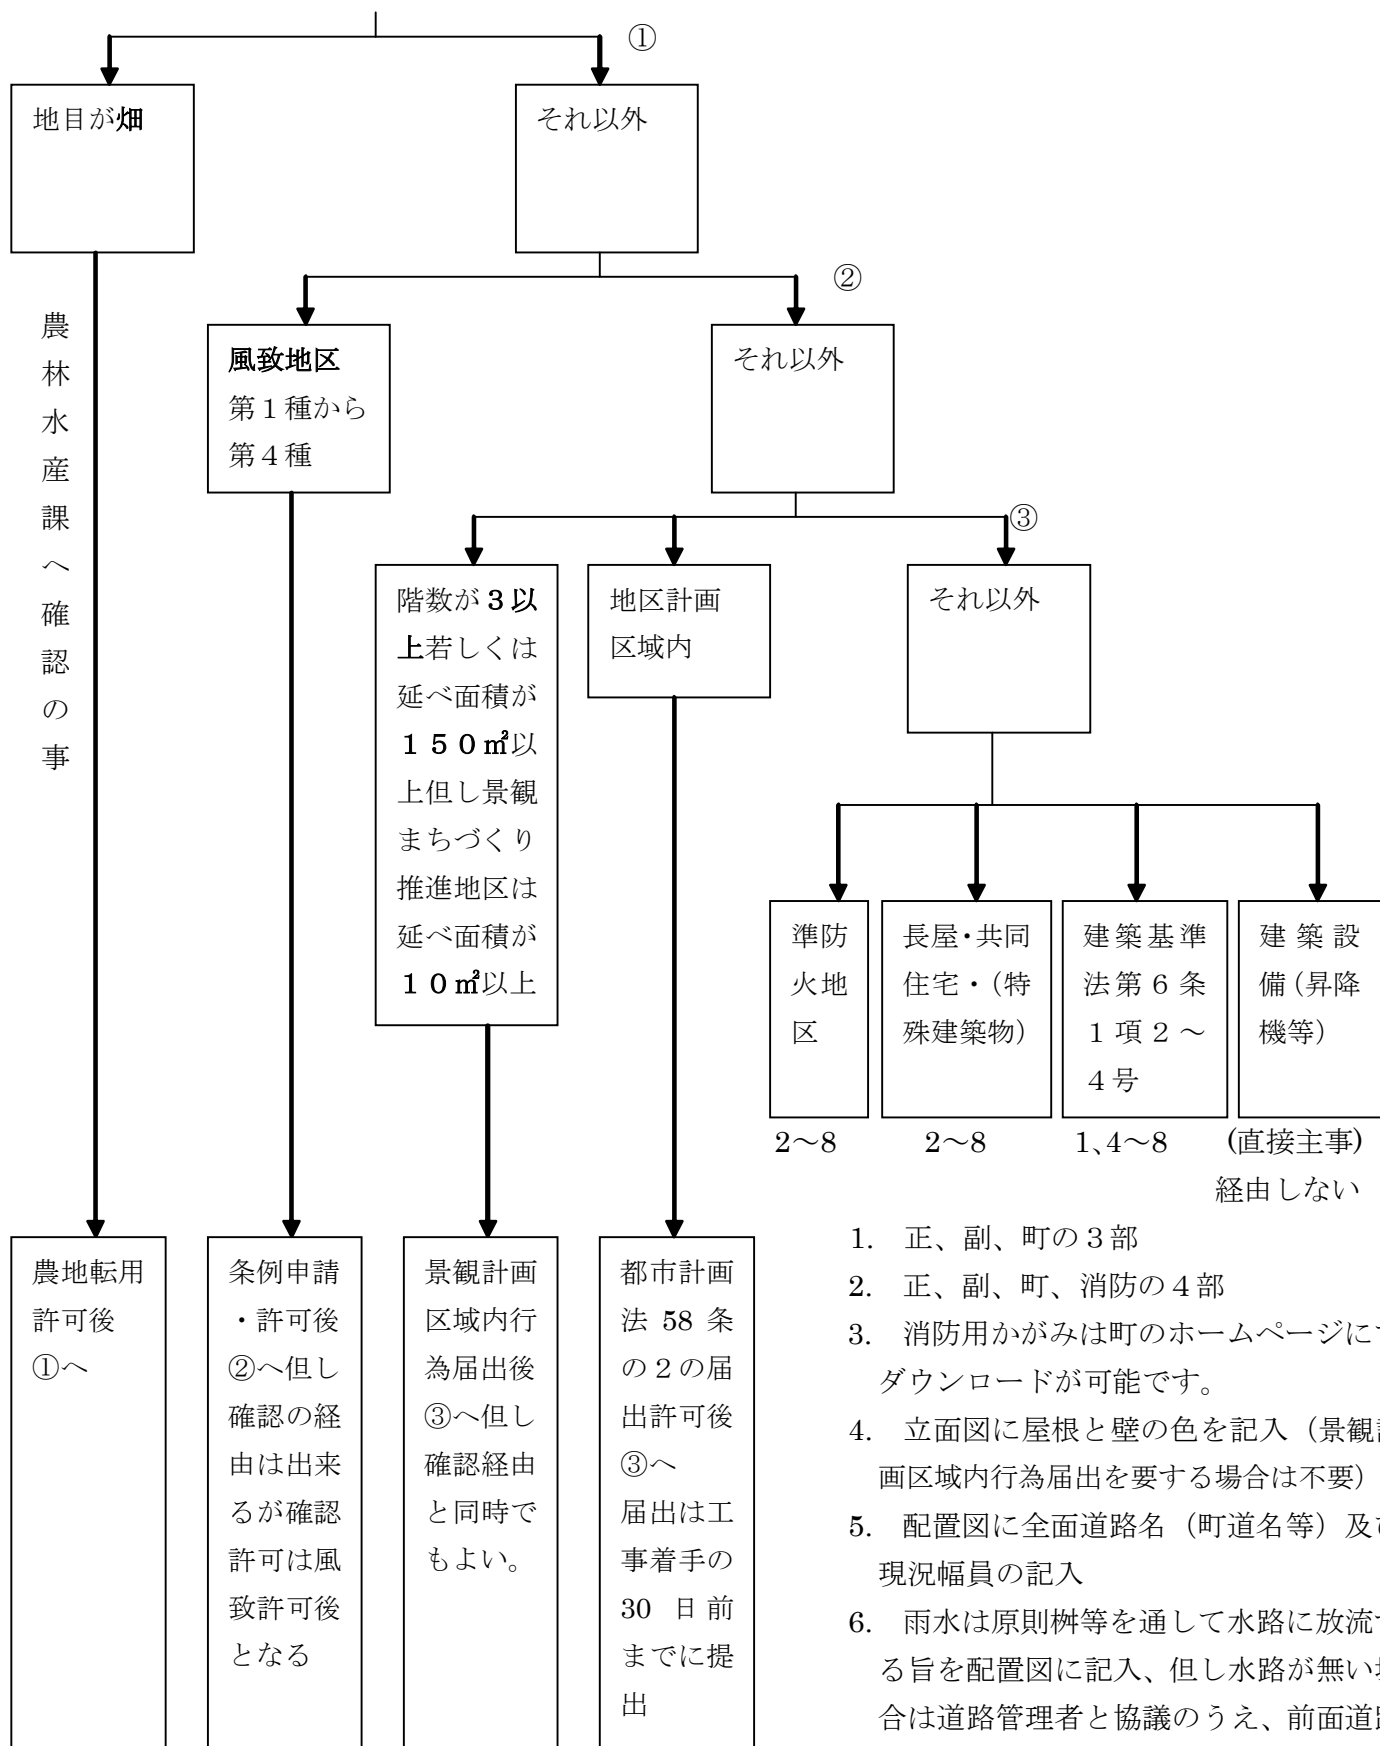 ①
地目が畑
それ以外
農林水産課へ確認の事
②
風致地区
第１種から
第４種
それ以外
③
階数が３以
上若しくは
延べ面積が
１５０㎡以
上但し景観
まちづくり
推進地区は
延べ面積が
１０㎡以上
地区計画
区域内
それ以外
準防
火地
区
長屋・共同
住宅・（特
殊建築物）
建築基準
法第６条
１項２～
４号
建築設
備（昇降
機等）
2～8
2～8
1、4～8
(直接主事)
経由しない
農地転用
許可後
①へ
条例申請
・許可後
②へ但し
確認の経
由は出来
るが確認
許可は風
致許可後
となる
景観計画
区域内行
為届出後
③へ但し
確認経由
と同時で
もよい。
都市計画
法 58 条
の２の届
出許可後
③へ
届出は工
事着手の
30 日前
までに提
出
1. 正、副、町の３部
2. 正、副、町、消防の４部
3. 消防用かがみは町のホームページに
ダウンロードが可能です。
4. 立面図に屋根と壁の色を記入（景観
画区域内行為届出を要する場合は不要）
5. 配置図に全面道路名（町道名等）及
現況幅員の記入
6. 雨水は原則桝等を通して水路に放流
る旨を配置図に記入、但し水路が無い
合は道路管理者と協議のうえ、前面道